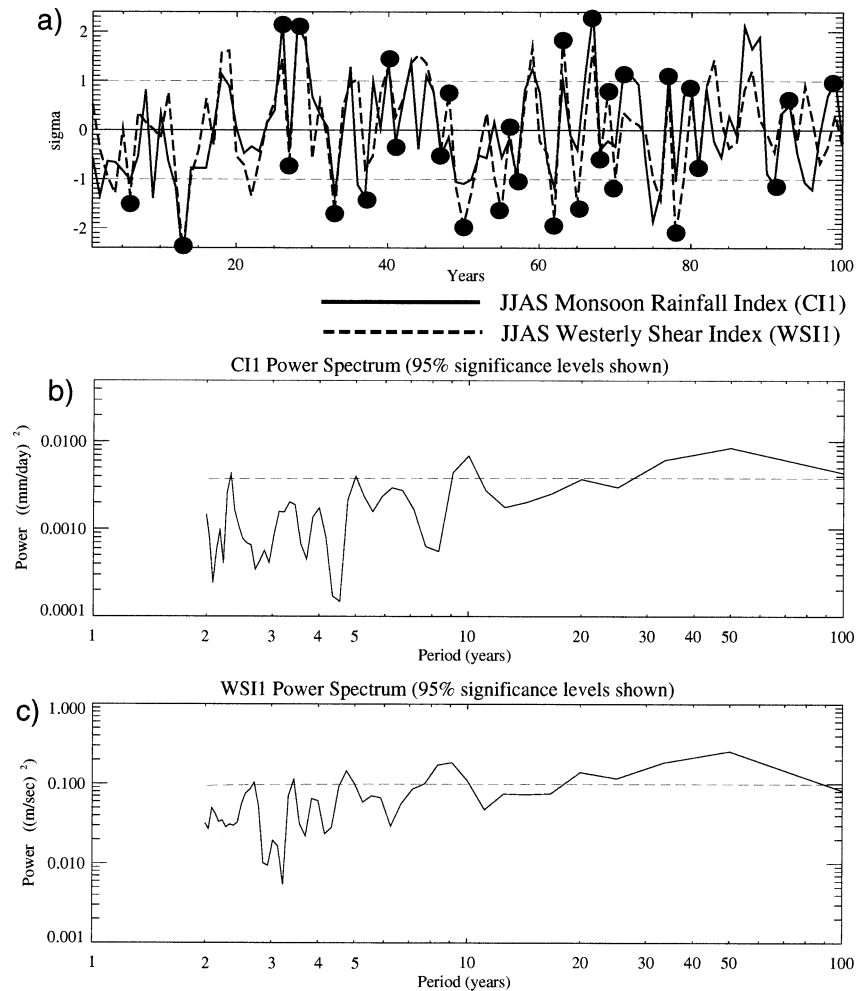 a)
2
1
0
-1
-2
sigma
20 40 60 80 100
Years
JJAS Monsoon Rainfall Index (CI1)
JJAS Westerly Shear Index (WSI1)
CI1 Power Spectrum (95% significance levels shown)
b)
0.0100
0.0010
0.0001
Power ((mm/day) 2)
1 2 3 4 5 10 20 30 40 50 100
Period (years)
WSI1 Power Spectrum (95% significance levels shown)
c)
1.000
0.100
0.010
0.001
Power ((m/sec) 2)
1 2 3 4 5 10 20 30 40 50 100
Period (years)